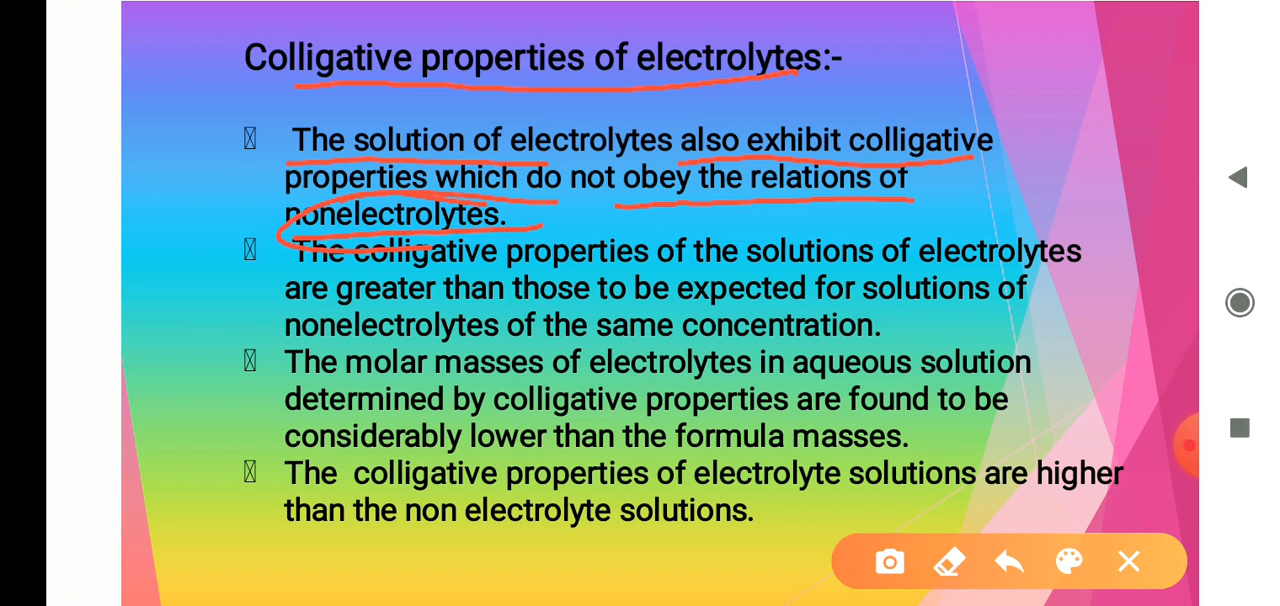 Colligative properties of electrolytes:-
The solution of electrolytes also exhibit colligative
properties which do not obey the relations of
nonelectrolytes.
The colligative properties of the solutions of electrolytes
are greater than those to be expected for solutions of
nonelectrolytes of the same concentration.
The molar masses of electrolytes in aqueous solution
determined by colligative properties are found to be
considerably lower than the formula masses.
The colligative properties of electrolyte solutions are higher
than the non electrolyte solutions.